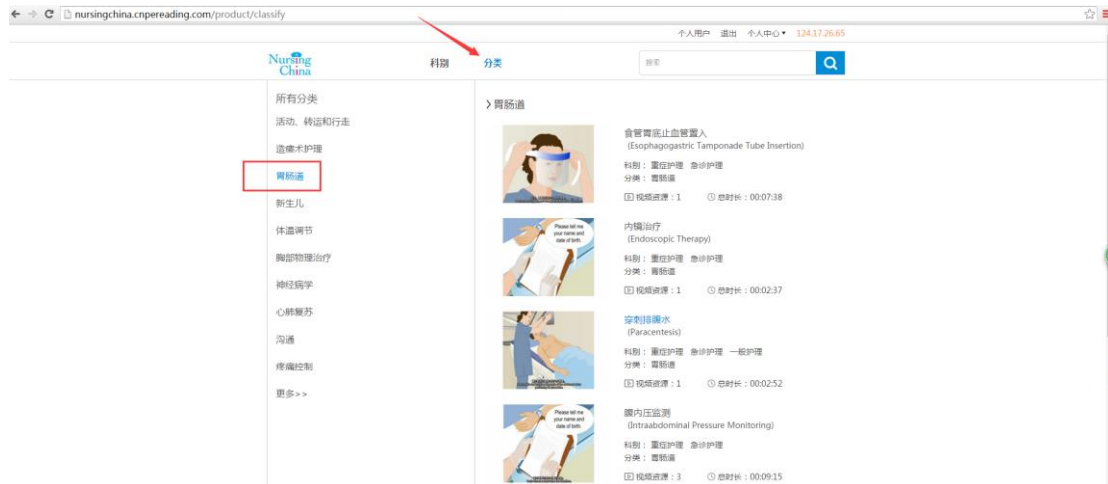 nursingchina.cnpereading.com/product/classify
个人用户 退出 个人中心▾ 124.17.26.65
Nursing
China
科别 分类 搜索
所有分类
活动、转运和行走
造瘘术护理
胃肠道
新生儿
体温调节
胸部物理治疗
神经病学
心肺复苏
沟通
疼痛控制
更多>>
胃肠道
食管胃底止血管置入
(Esophagogastric Tamponade Tube Insertion)
科别： 重症护理 急诊护理
分类： 胃肠道
视频资源：1 总时长：00:07:38
Please tell me
your name and
date of birth.
内镜治疗
(Endoscopic Therapy)
科别： 重症护理 急诊护理
分类： 胃肠道
视频资源：1 总时长：00:02:37
穿刺排腹水
(Paracentesis)
科别： 重症护理 急诊护理 一般护理
分类： 胃肠道
视频资源：1 总时长：00:02:52
Please tell me
your name and
date of birth.
腹内压监测
(Intraabdominal Pressure Monitoring)
科别： 重症护理 急诊护理
分类： 胃肠道
视频资源：3 总时长：00:09:15